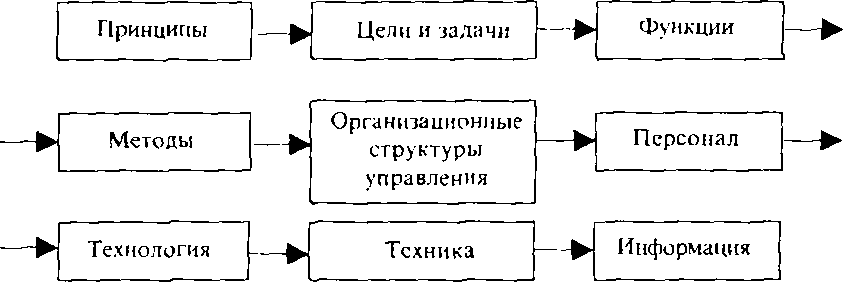 Принципы
Цели и задачи
Функции
Методы
Организационные
структуры
управления
Персонал
Технология
Техника
Информация